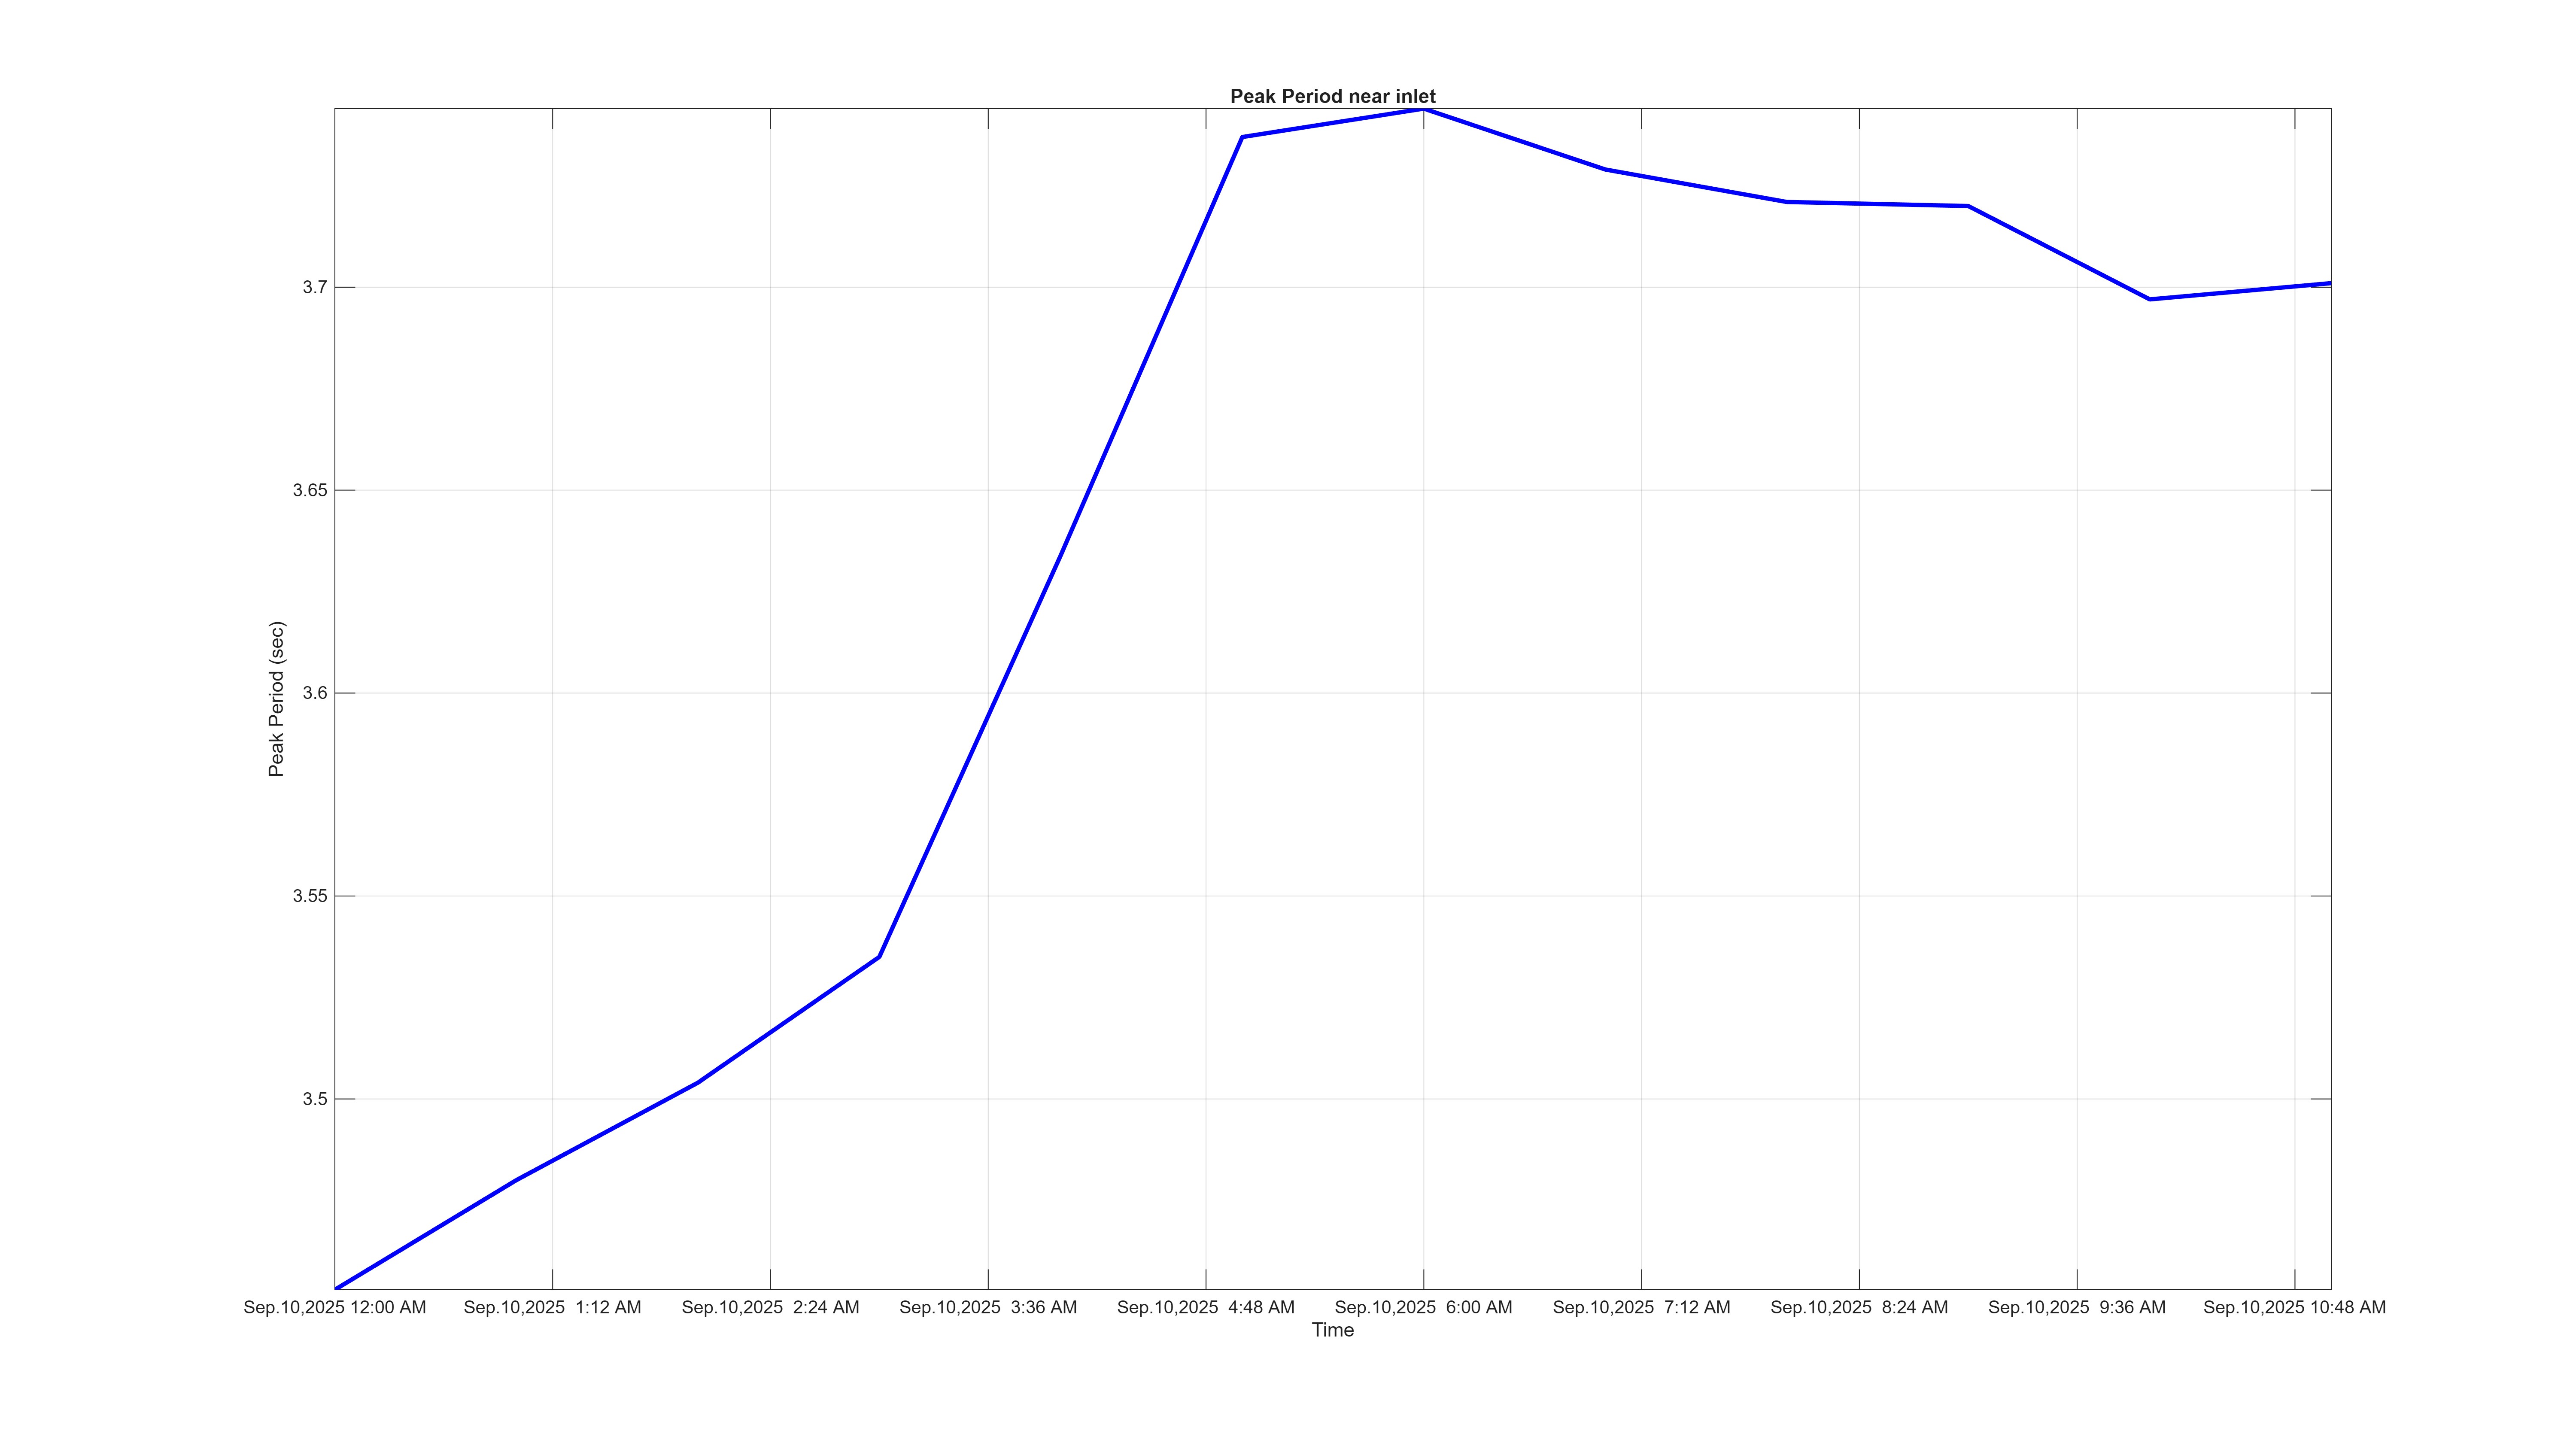 Peak Period near inlet
3.7
3.65
3.6
3.55
3.5
Peak Period (sec)
Sep.10,2025 12:00 AM
Sep.10,2025  1:12 AM
Sep.10,2025  2:24 AM
Sep.10,2025  3:36 AM
Sep.10,2025  4:48 AM
Sep.10,2025  6:00 AM
Sep.10,2025  7:12 AM
Sep.10,2025  8:24 AM
Sep.10,2025  9:36 AM
Sep.10,2025 10:48 AM
Time